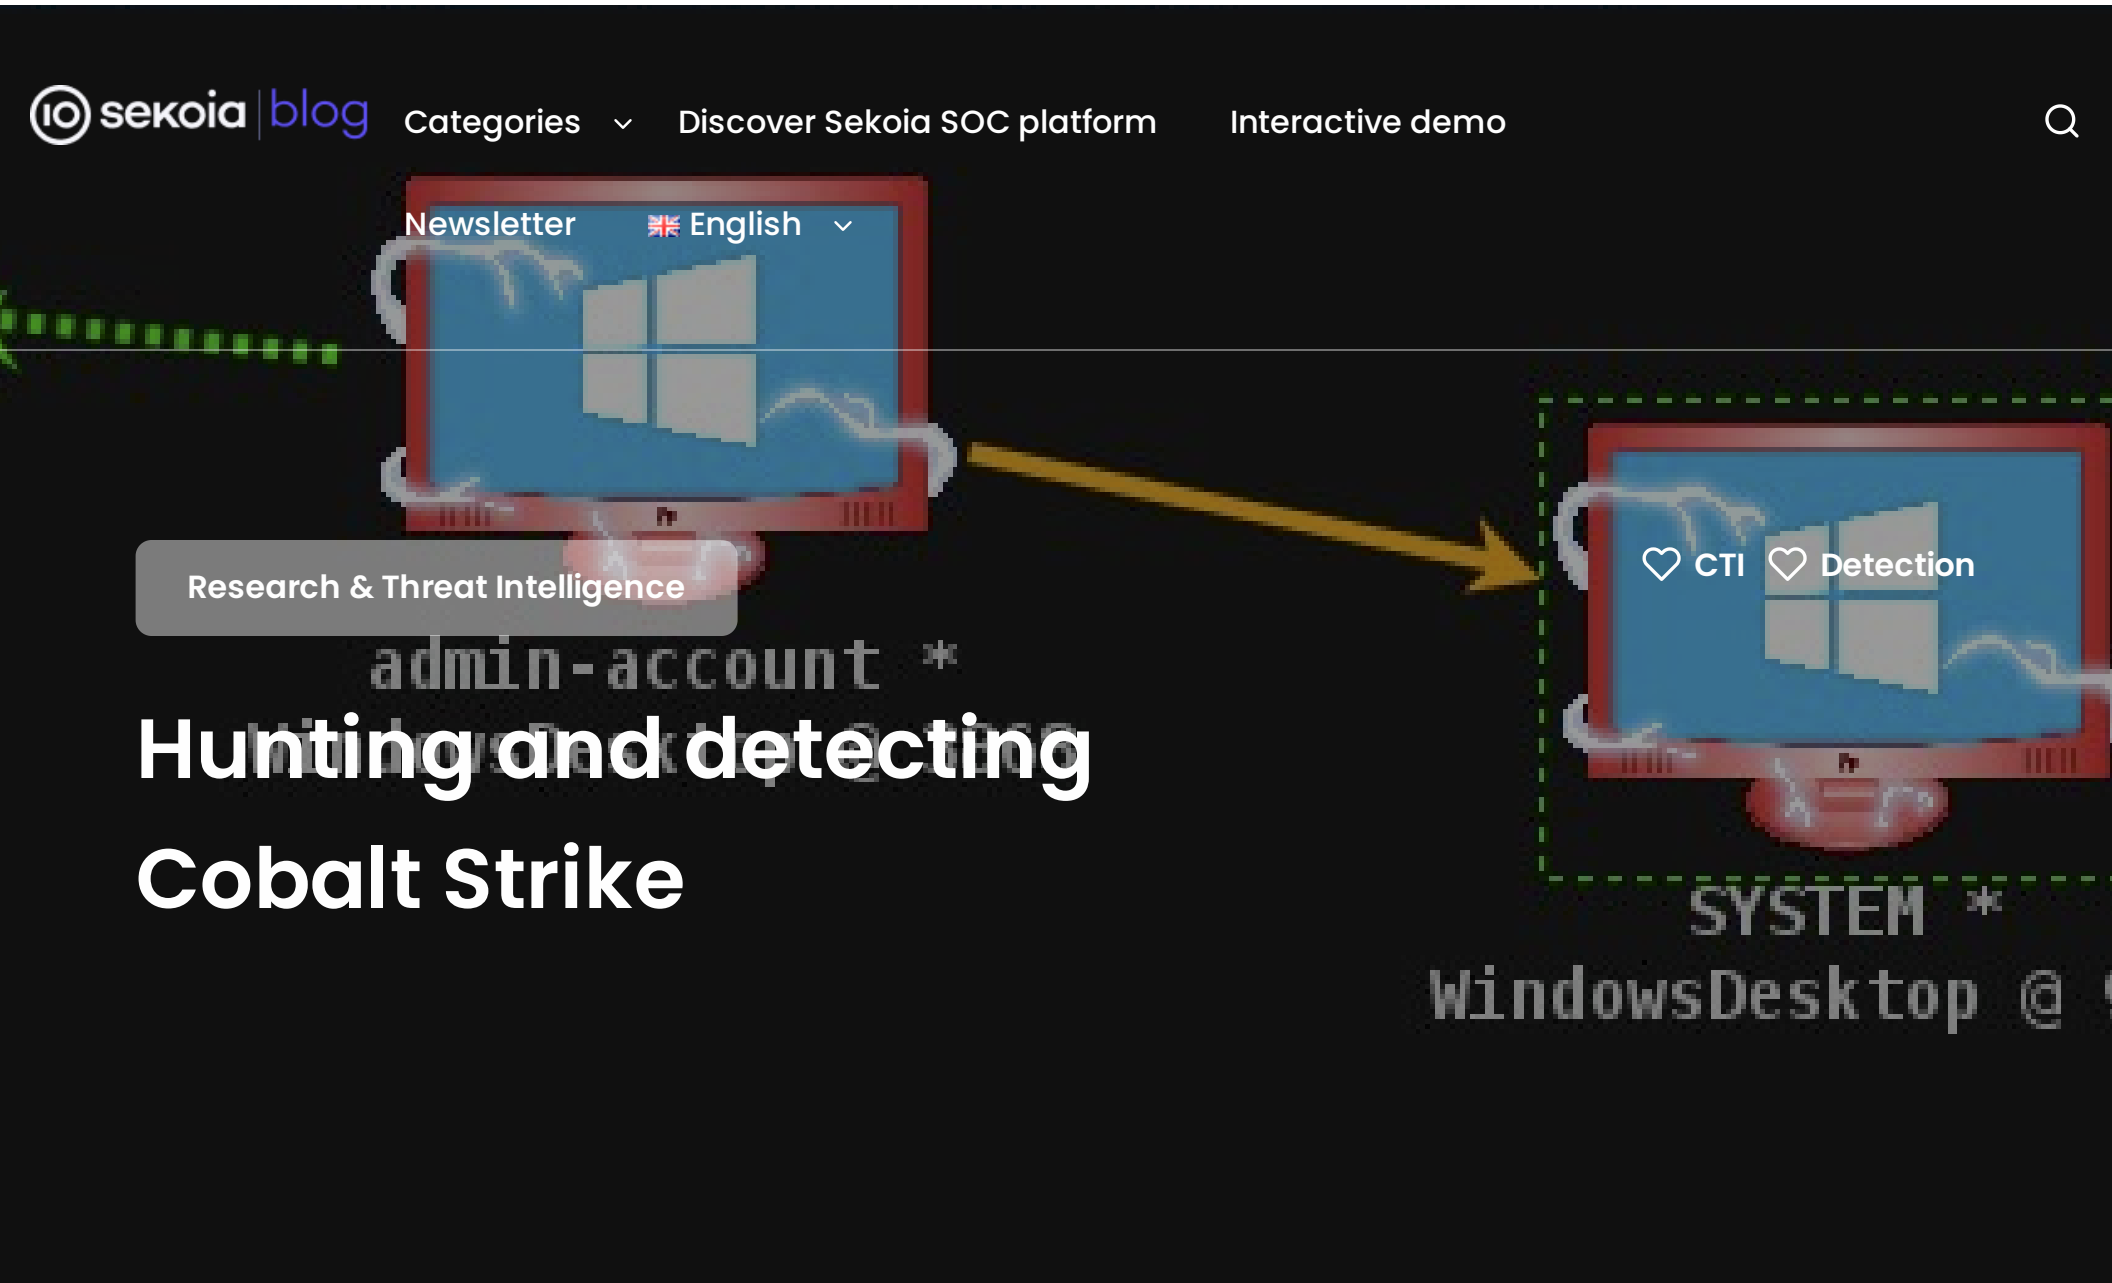 sekoia blog
Categories Discover Sekoia SOC platform Interactive demo
Newsletter English
Research & Threat Intelligence
CTI Detection
admin-account *
Hunting and detecting
Cobalt Strike
SYSTEM *
WindowsDesktop @